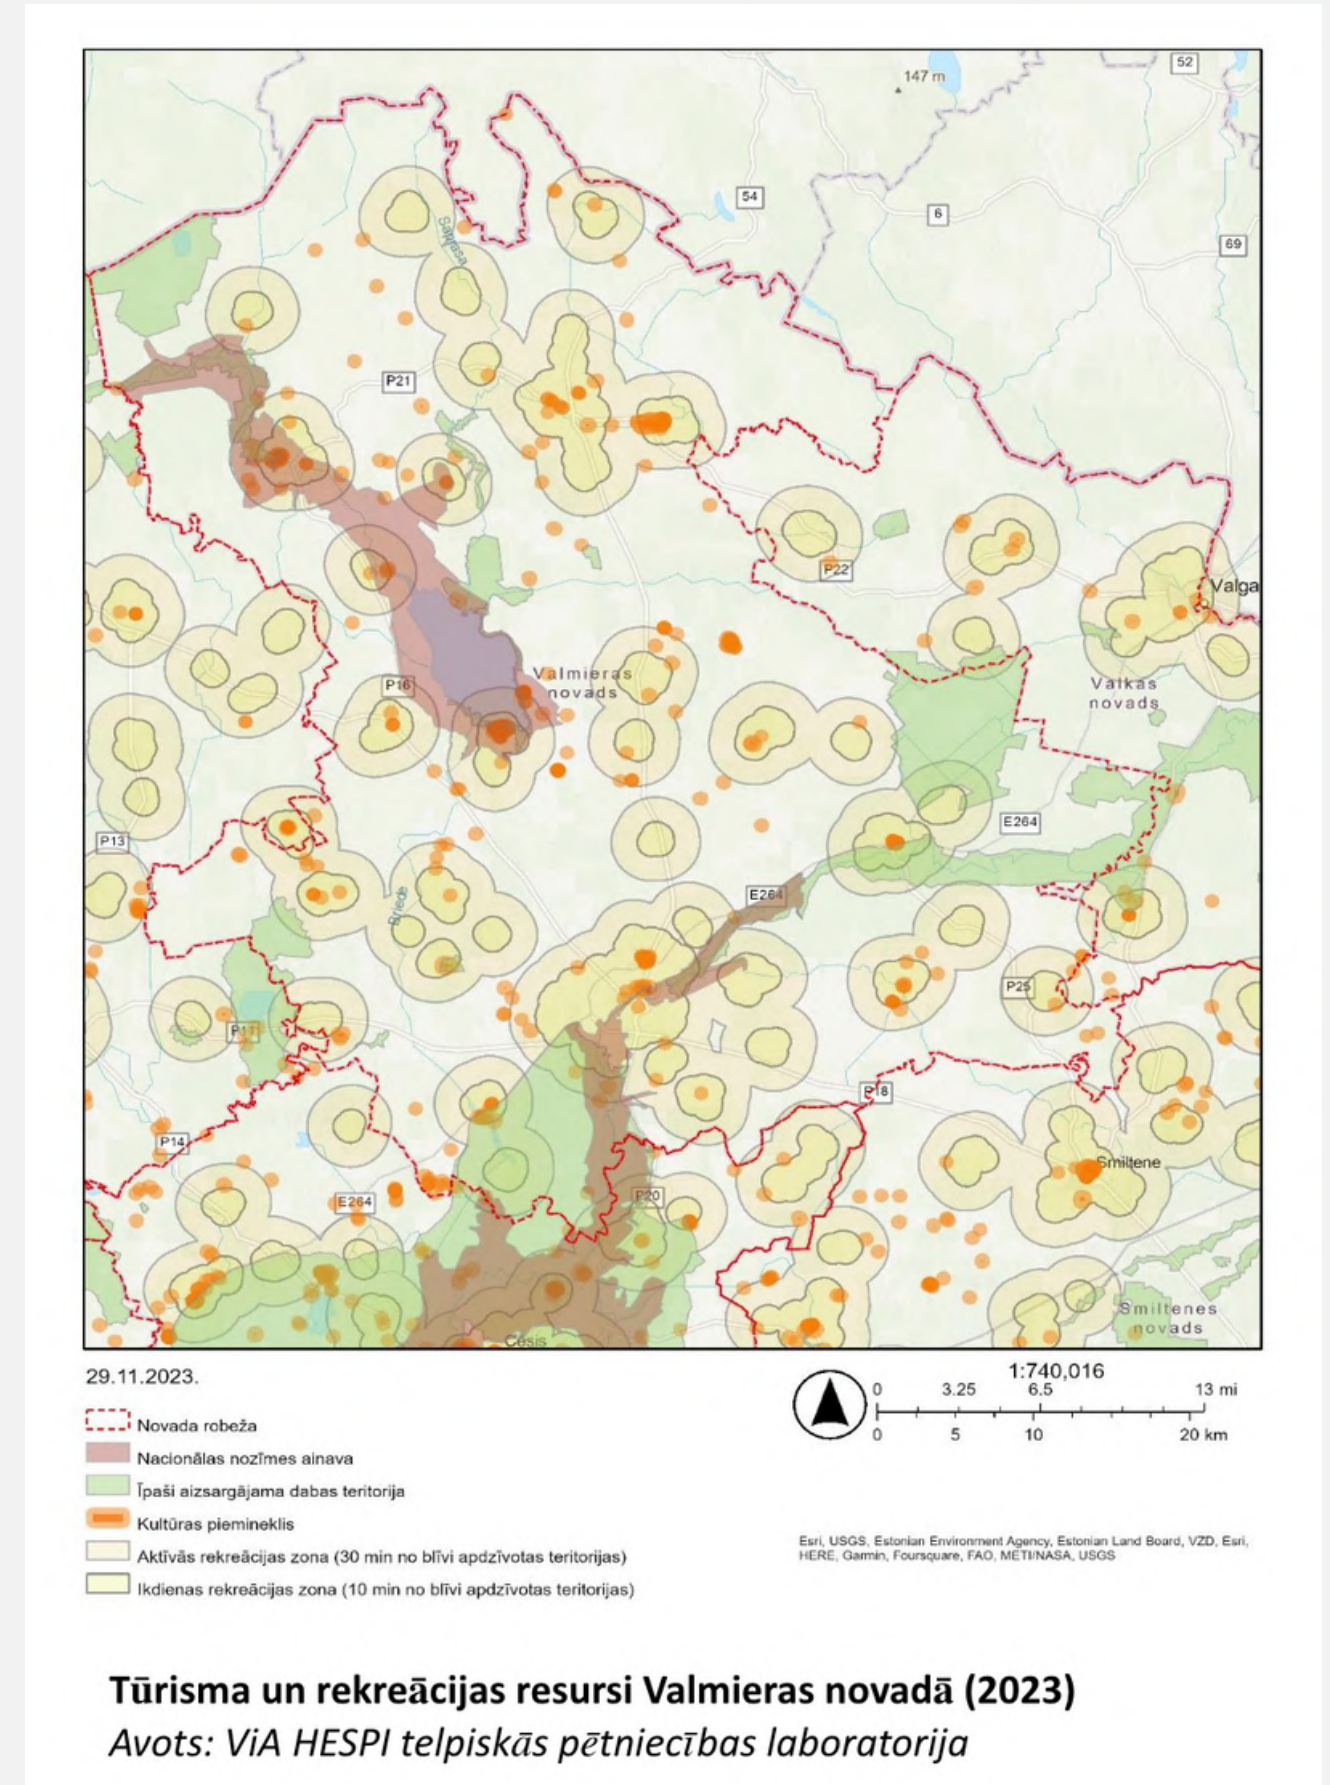 147 m
52
54
6
69
Salacas
P21
P22
Valga
Valmieras
novads
P16
Valkas
novads
P13
E264
E264
Briede
P25
P11
P18
P14
Smiltene
E264
P20
Smiltenes
novads
Cēsis
29.11.2023.
1:740,016
0 3.25 6.5 13 mi
0 5 10 20 km
Novada robeža
Nacionālas nozīmes ainava
Īpaši aizsargājama dabas teritorija
Kultūras piemineklis
Aktīvās rekreācijas zona (30 min no blīvi apdzīvotas teritorijas)
Ikdienas rekreācijas zona (10 min no blīvi apdzīvotas teritorijas)
Esri, USGS, Estonian Environment Agency, Estonian Land Board, VZD, Esri,
HERE, Garmin, Foursquare, FAO, METI/NASA, USGS
Tūrisma un rekreācijas resursi Valmieras novadā (2023)
Avots: ViA HESPI telpiskās pētniecības laboratorija